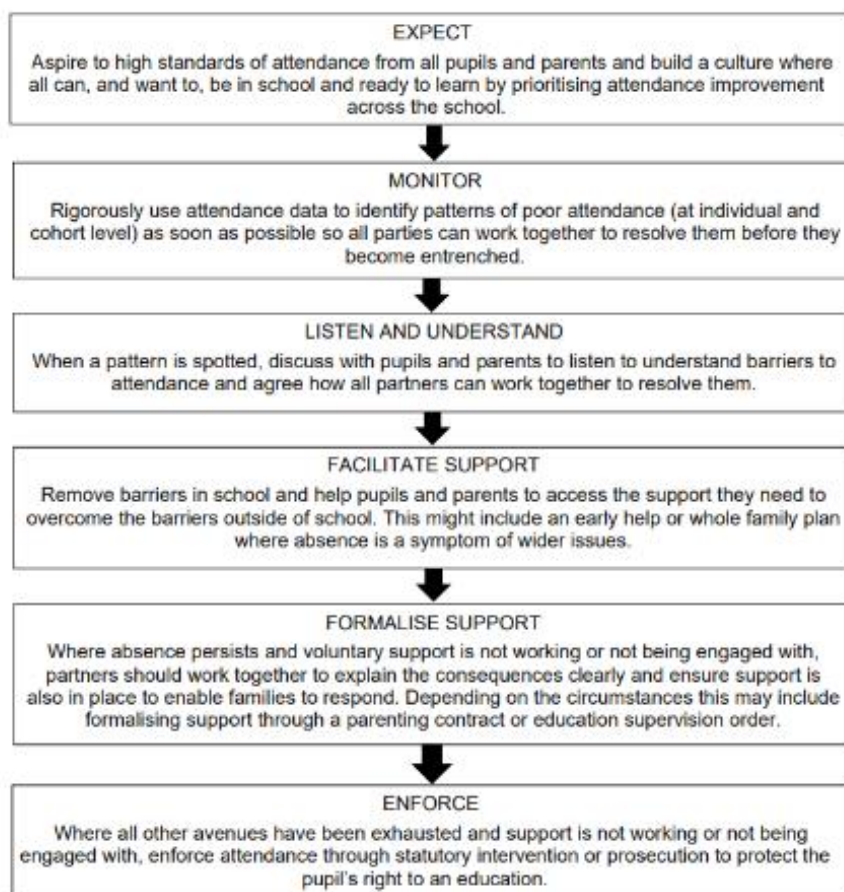 EXPECT
Aspire to high standards of attendance from all pupils and parents and build a culture where
all can, and want to, be in school and ready to learn by prioritising attendance improvement
across the school.
MONITOR
Rigorously use attendance data to identify patterns of poor attendance (at individual and
cohort level) as soon as possible so all parties can work together to resolve them before they
become entrenched.
LISTEN AND UNDERSTAND
When a pattern is spotted, discuss with pupils and parents to listen to understand barriers to
attendance and agree how all partners can work together to resolve them.
FACILITATE SUPPORT
Remove barriers in school and help pupils and parents to access the support they need to
overcome the barriers outside of school. This might include an early help or whole family plan
where absence is a symptom of wider issues.
FORMALISE SUPPORT
Where absence persists and voluntary support is not working or not being engaged with,
partners should work together to explain the consequences clearly and ensure support is
also in place to enable families to respond. Depending on the circumstances this may include
formalising support through a parenting contract or education supervision order.
ENFORCE
Where all other avenues have been exhausted and support is not working or not being
engaged with, enforce attendance through statutory intervention or prosecution to protect the
pupil's right to an education.